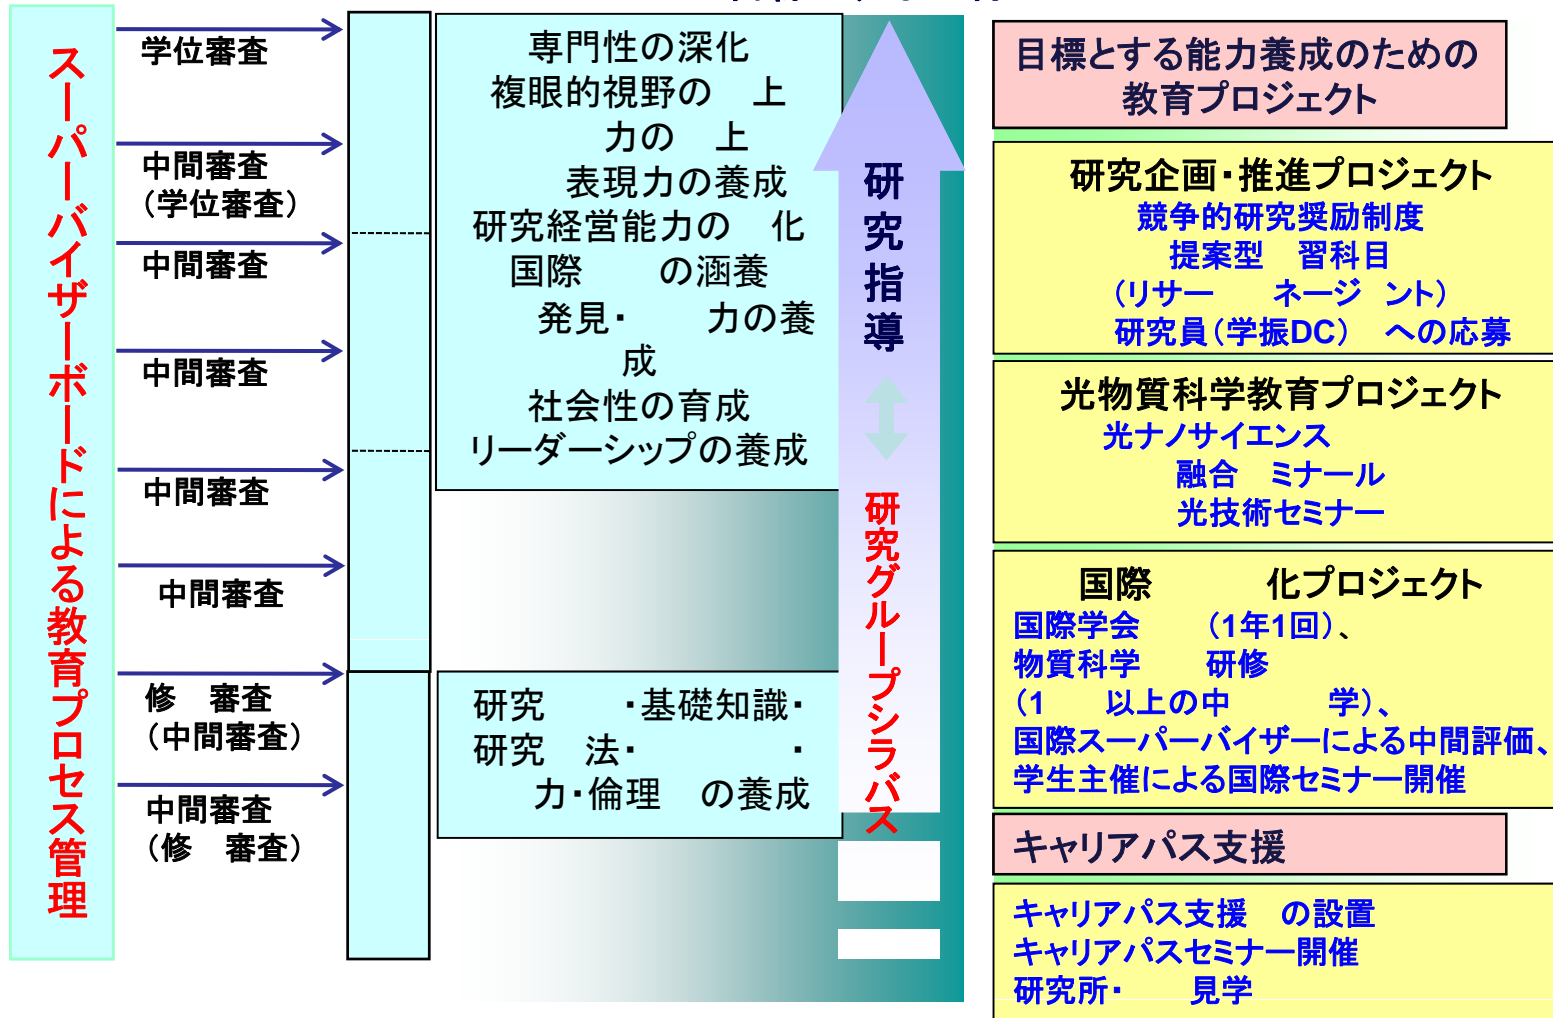 スーパーバイザーボードによる教育プロセス管理
学位審査
中間審査
（学位審査）
中間審査
中間審査
中間審査
中間審査
修　審査
（中間審査）
中間審査
（修　審査）
専門性の深化
複眼的視野の　上
力の　上
表現力の養成
研究経営能力の　化
国際　　の涵養
発見・　　力の養
成
社会性の育成
リーダーシップの養成
研究　　・基礎知識・
研究　法・　　　　・
力・倫理　の養成
研究指導
研究グループシラバス
目標とする能力養成のための
教育プロジェクト
研究企画・推進プロジェクト
競争的研究奨励制度
提案型　習科目
（リサー　　ネージ　ント）
研究員（学振DC）　への応募
光物質科学教育プロジェクト
光ナノサイエンス
融合　ミナール
光技術セミナー
国際　　　化プロジェクト
国際学会　　（1年1回）、
物質科学　　研修
（1　　以上の中　　　学）、
国際スーパーバイザーによる中間評価、
学生主催による国際セミナー開催
キャリアパス支援
キャリアパス支援　の設置
キャリアパスセミナー開催
研究所・　　見学